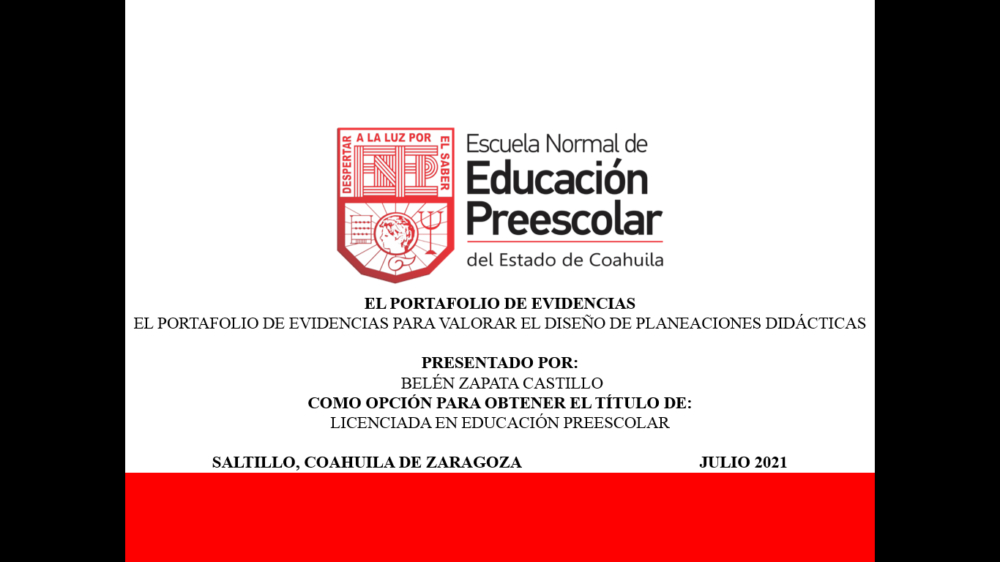 DESPERTAR
A LA LUZ POR
EL SABER
ENEP
Escuela Normal de
Educación
Preescolar
del Estado de Coahuila
EL PORTAFOLIO DE EVIDENCIAS
EL PORTAFOLIO DE EVIDENCIAS PARA VALORAR EL DISEÑO DE PLANEACIONES DIDÁCTICAS
PRESENTADO POR:
BELÉN ZAPATA CASTILLO
COMO OPCIÓN PARA OBTENER EL TÍTULO DE:
LICENCIADA EN EDUCACIÓN PREESCOLAR
SALTILLO, COAHUILA DE ZARAGOZA JULIO 2021